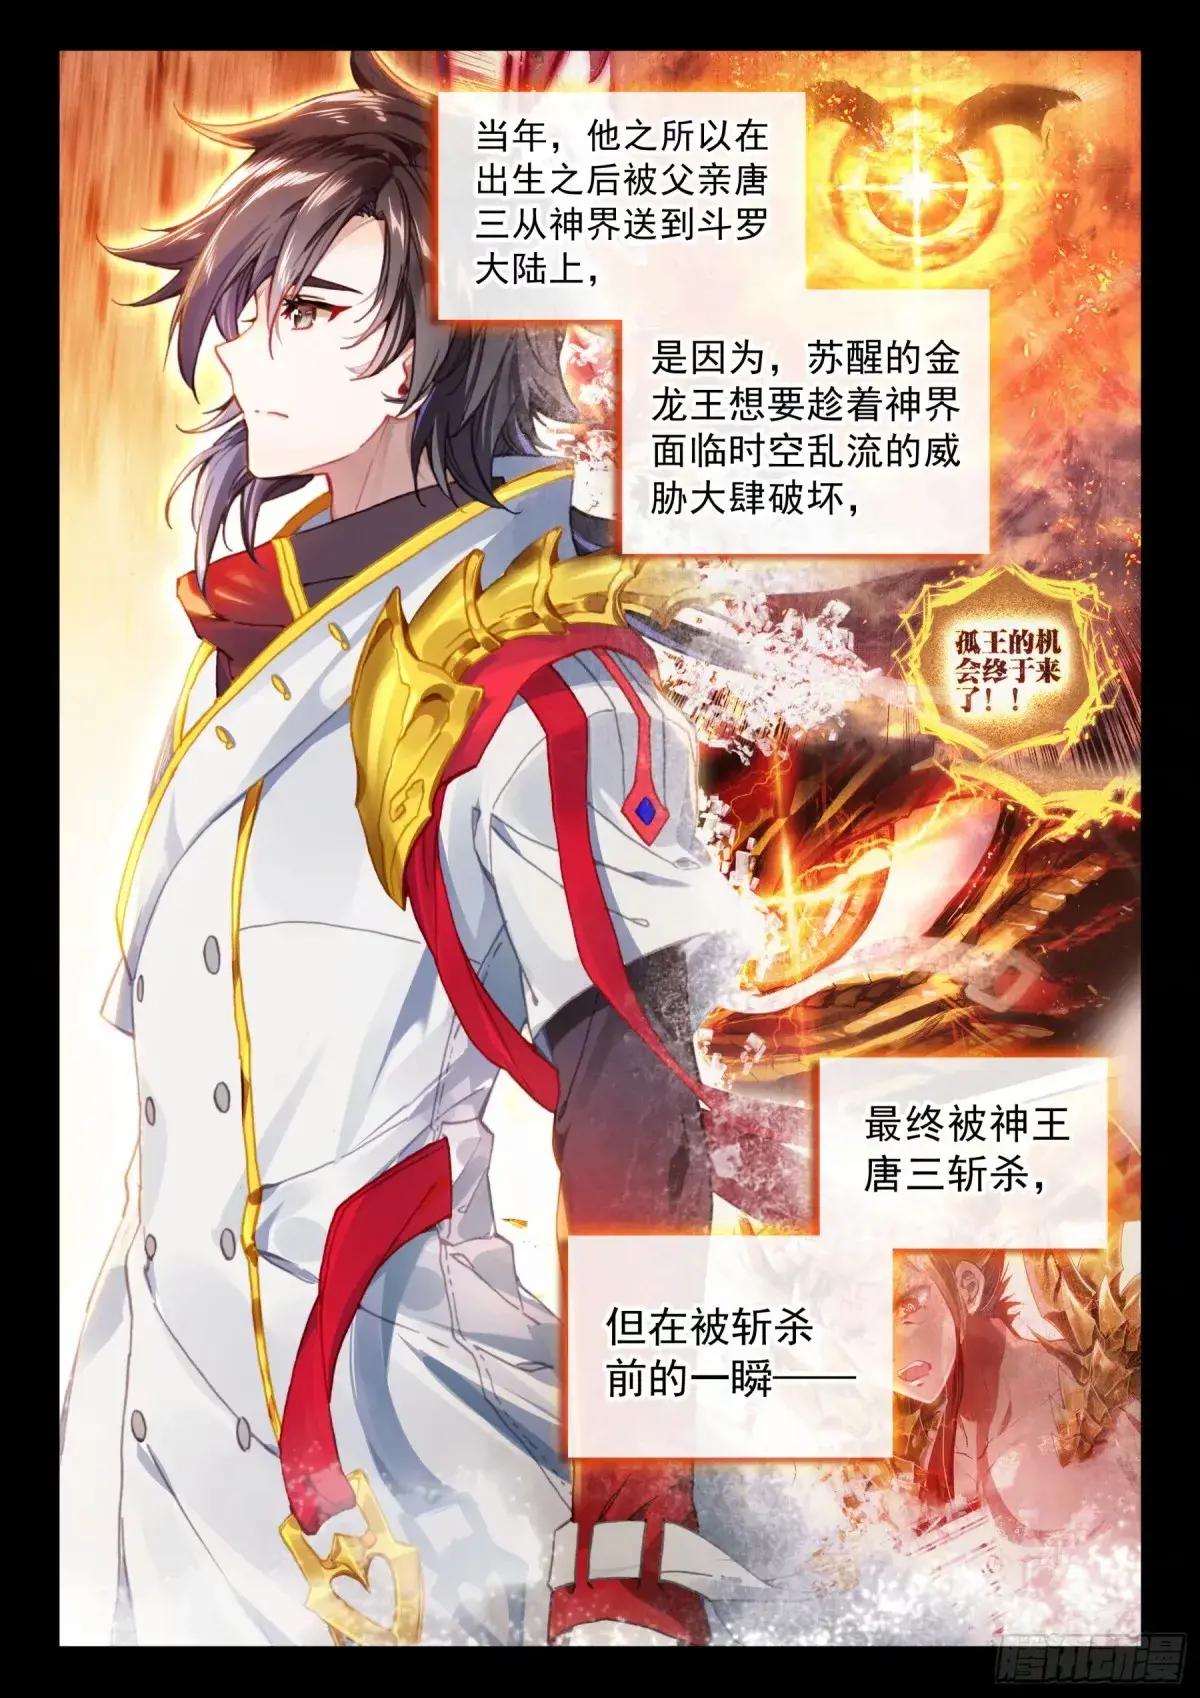 当年，他之所以在
出生之后被父亲唐
三从神界送到斗罗
大陆上，
是因为，苏醒的金
龙王想要趁着神界
面临时空乱流的威
胁大肆破坏，
孤王的机
会终于来
了！！
最终被神王
唐三斩杀，
但在被斩杀
前的一瞬——
腾讯动漫